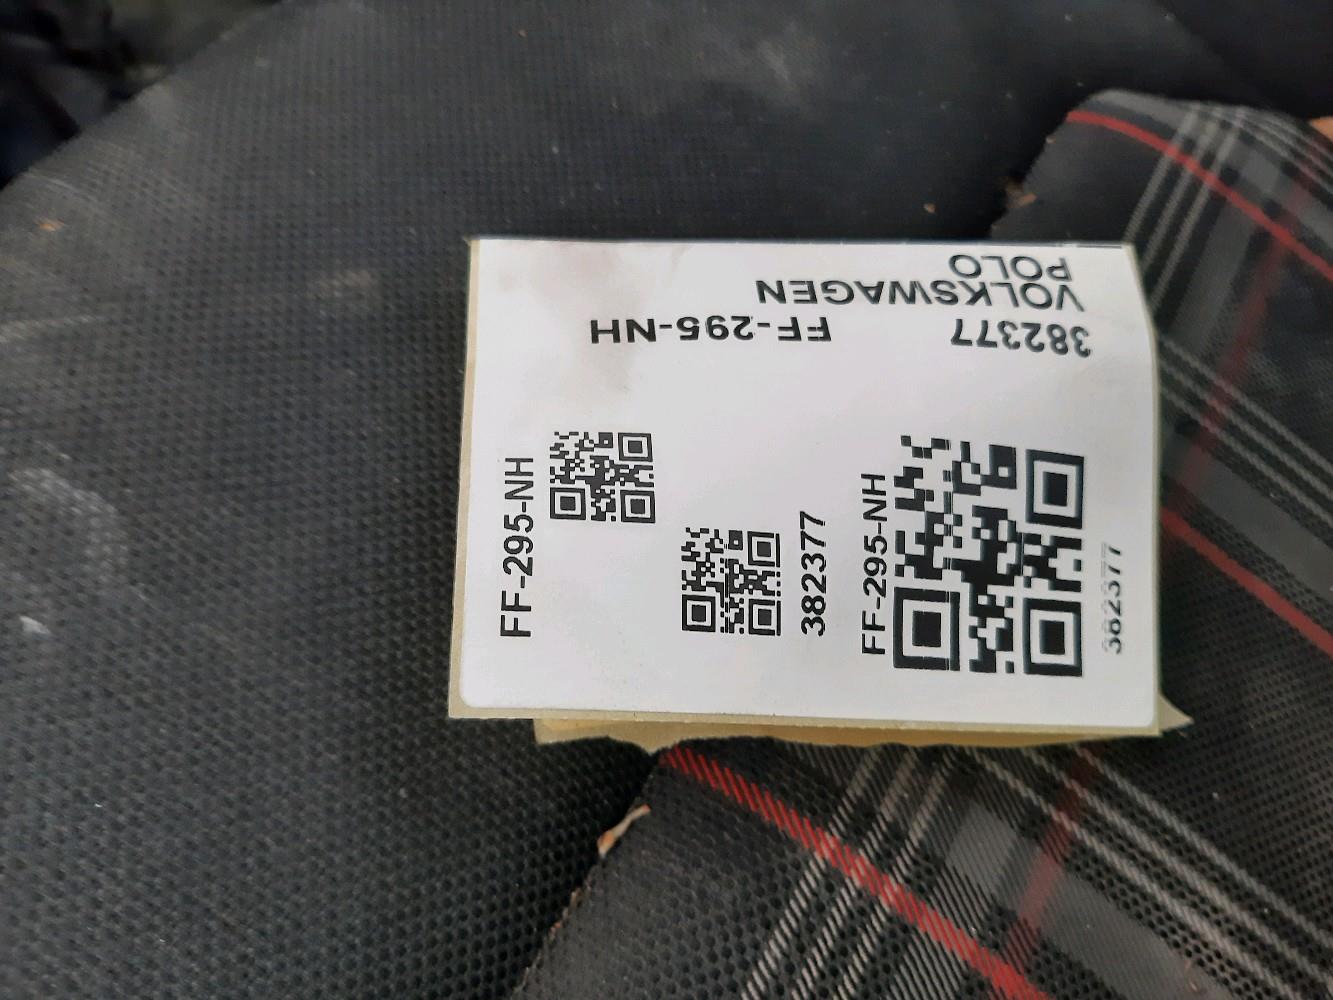 382377 FF-295-NH
VOLKSWAGEN
POLO
FF-295-NH
382377
FF-295-NH
382377